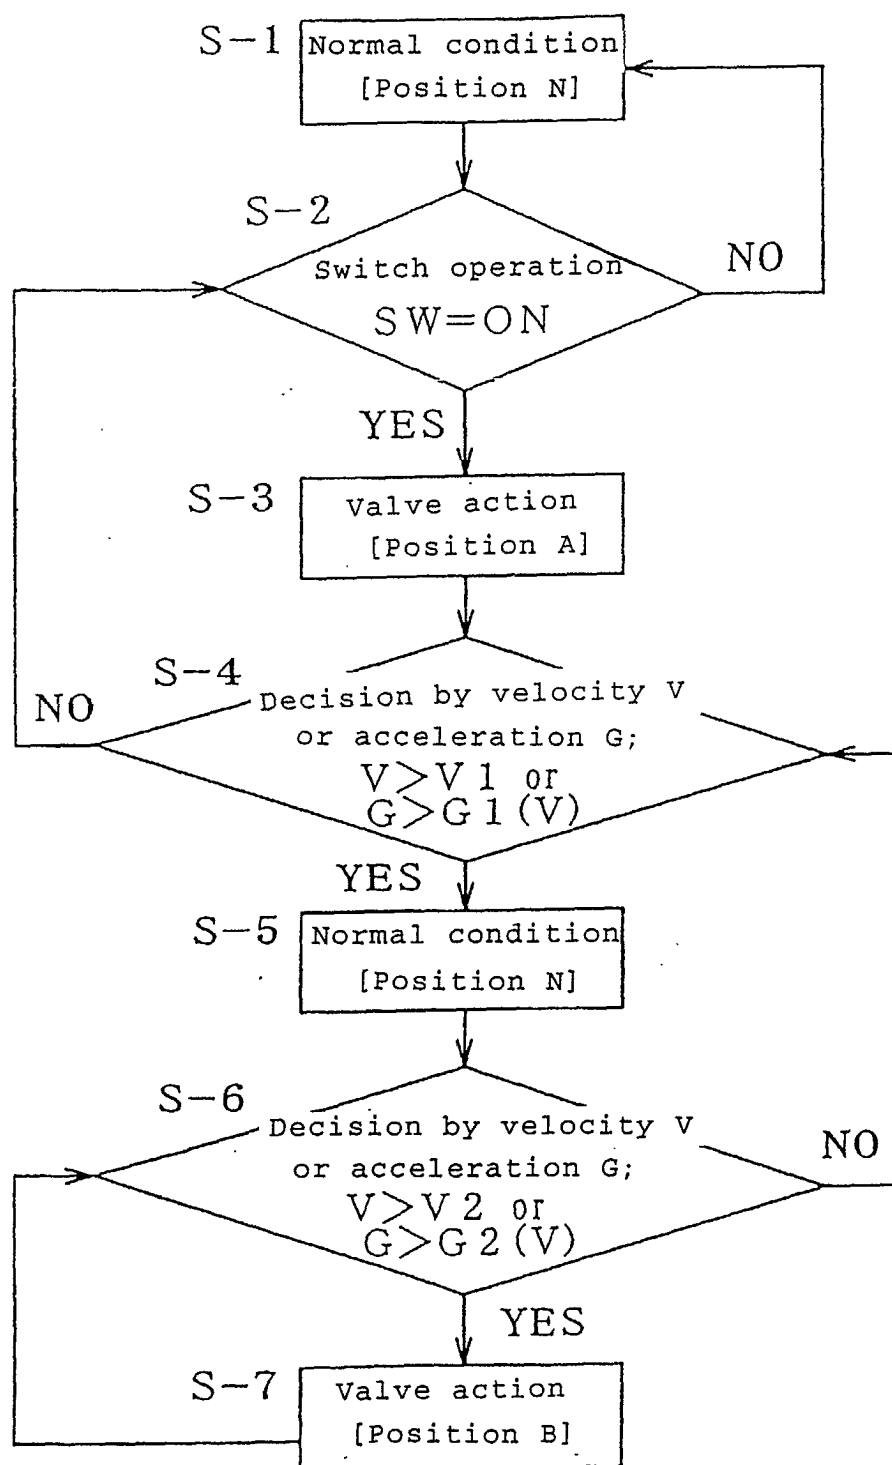 S-1
Normal condition
[Position N]
S-2
Switch operation
SW=ON
NO
YES
S-3
Valve action
[Position A]
S-4
NO
Decision by velocity V
or acceleration G;
V>V1 or
G>G1(V)
YES
S-5
Normal condition
[Position N]
S-6
Decision by velocity V
or acceleration G;
V>V2 or
G>G2(V)
NO
YES
S-7
Valve action
[Position B]